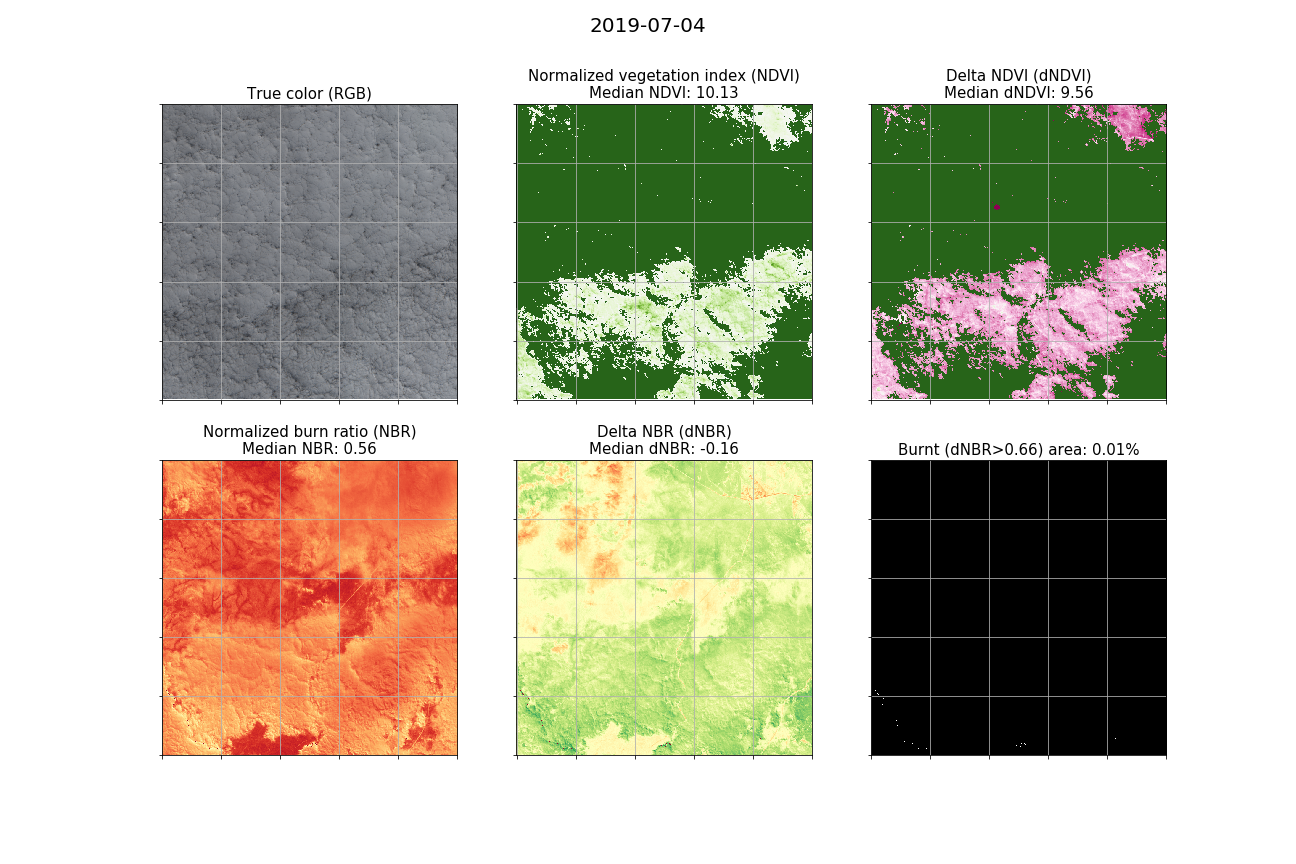 2019-07-04
True color (RGB)
Normalized vegetation index (NDVI)
Median NDVI: 10.13
Delta NDVI (dNDVI)
Median dNDVI: 9.56
Normalized burn ratio (NBR)
Median NBR: 0.56
Delta NBR (dNBR)
Median dNBR: -0.16
Burnt (dNBR>0.66) area: 0.01%